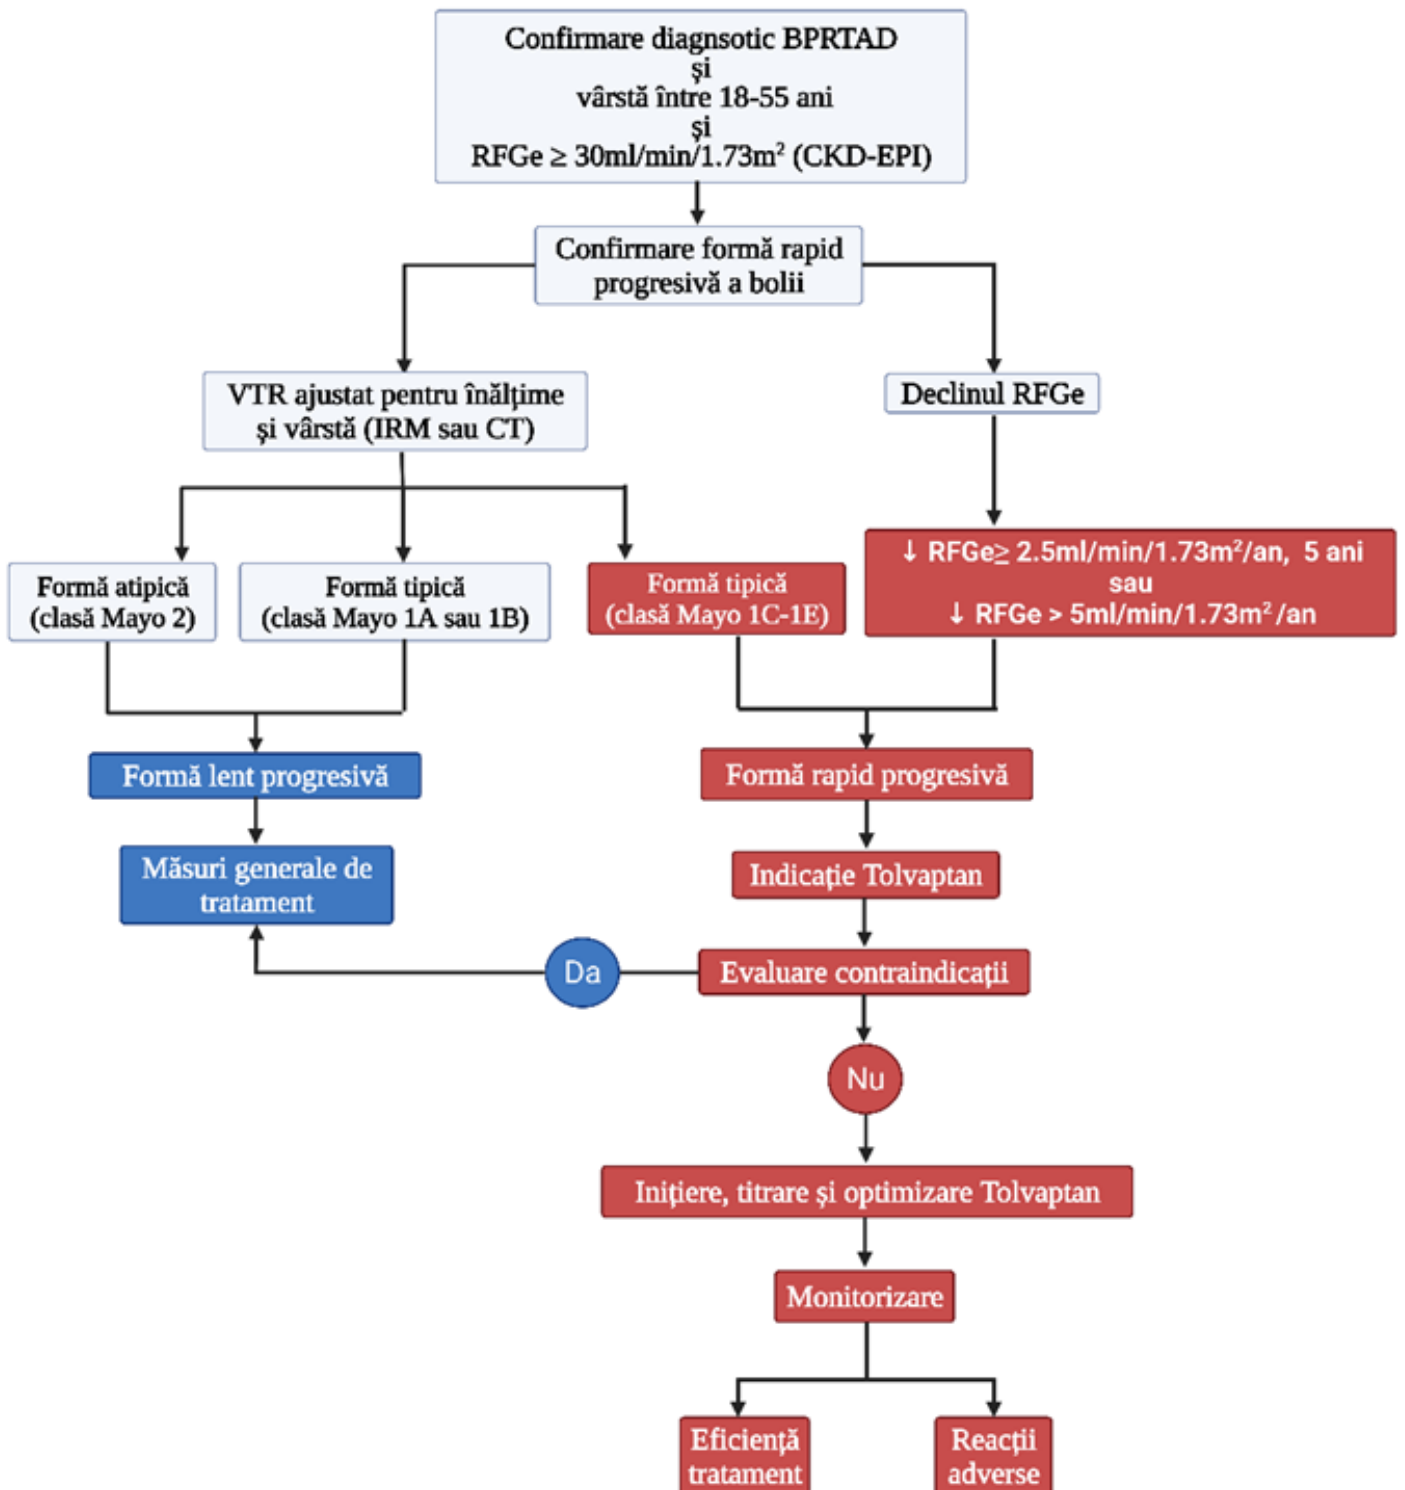 Confirmare diagnsotic BPRTAD
și
vârstă între 18-55 ani
și
RFGe ≥ 30ml/min/1.73m² (CKD-EPI)
Confirmare formă rapid
progresivă a bolii
VTR ajustat pentru înălțime
și vârstă (IRM sau CT)
Declinul RFGe
Formă atipică
(clasă Mayo 2)
Formă tipică
(clasă Mayo 1A sau 1B)
Formă tipică
(clasă Mayo 1C-1E)
↓ RFGe≥ 2.5ml/min/1.73m²/an, 5 ani
sau
↓ RFGe > 5ml/min/1.73m²/an
Formă lent progresivă
Formă rapid progresivă
Măsuri generale de
tratament
Indicație Tolvaptan
Da
Evaluare contraindicații
Nu
Inițiere, titrare și optimizare Tolvaptan
Monitorizare
Eficiență
tratament
Reacții
adverse